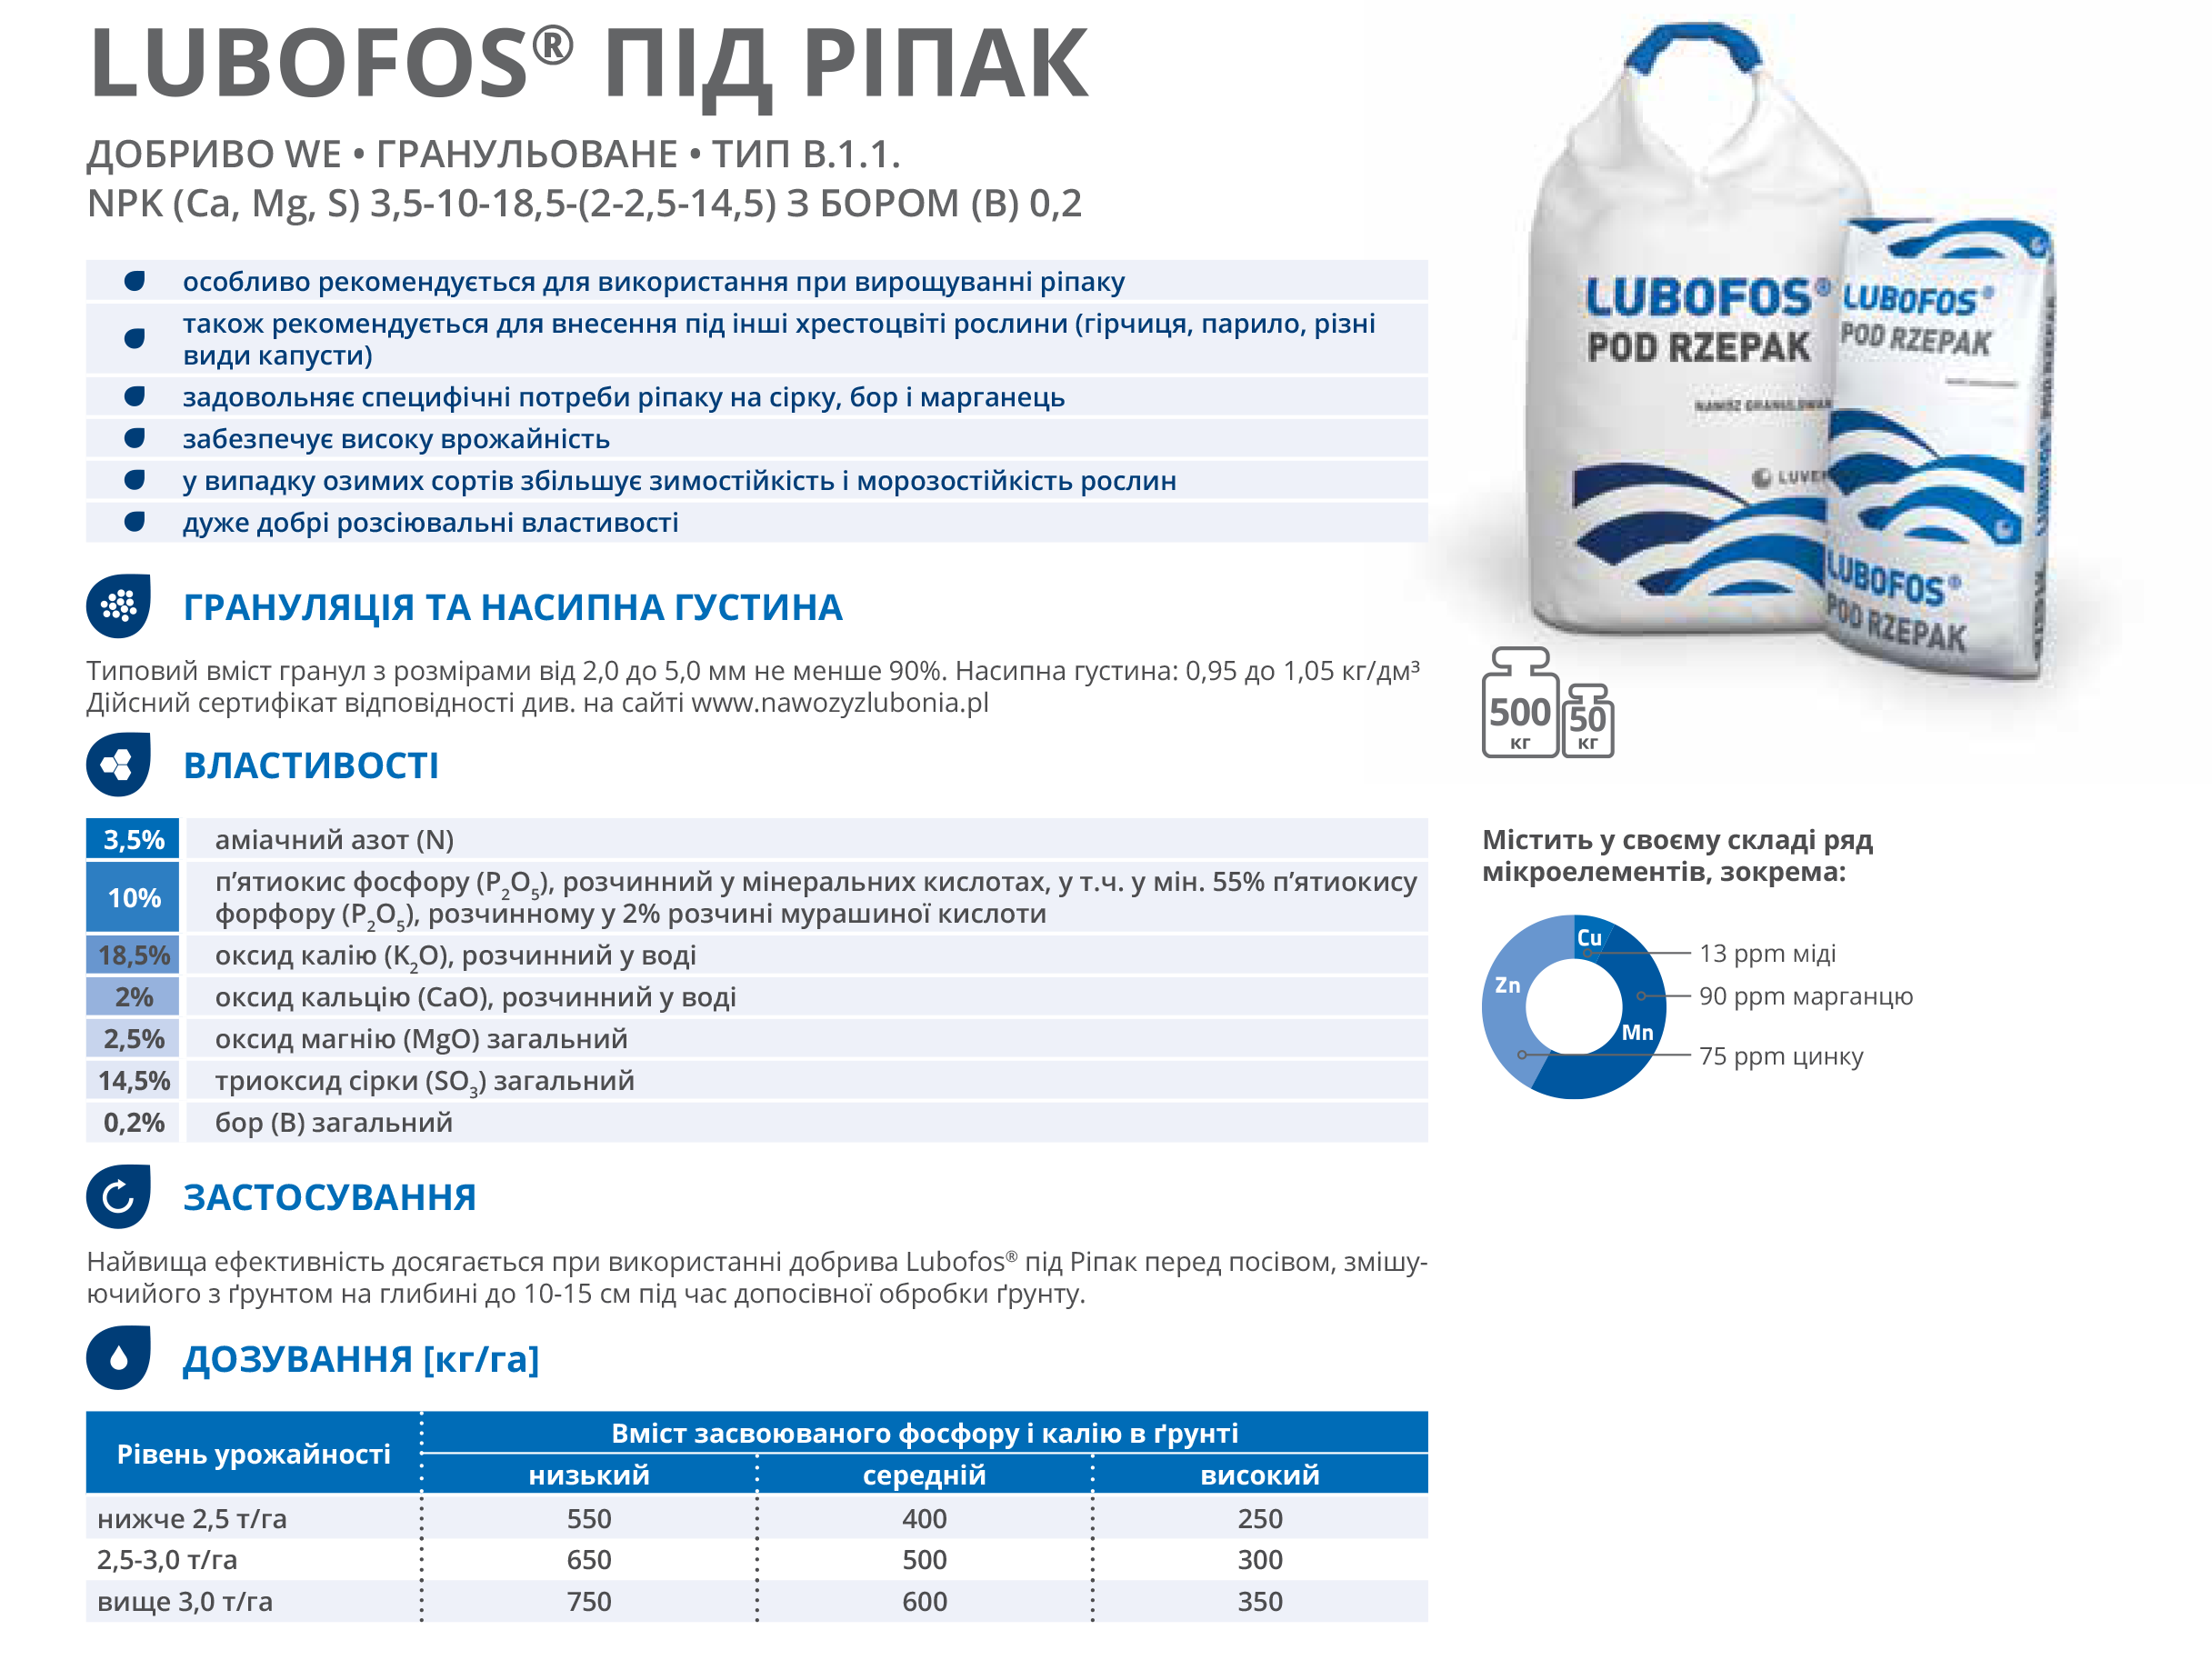 LUBOFOS® ПІД РІПАК
ДОБРИВО WE • ГРАНУЛЬОВАНЕ • ТИП В.1.1.
NPK (Ca, Mg, S) 3,5-10-18,5-(2-2,5-14,5) З БОРОМ (B) 0,2
особливо рекомендується для використання при вирощуванні ріпаку
також рекомендується для внесення під інші хрестоцвіті рослини (гірчиця, парило, різні
види капусти)
задовольняє специфічні потреби ріпаку на сірку, бор і марганець
забезпечує високу врожайність
у випадку озимих сортів збільшує зимостійкість і морозостійкість рослин
дуже добрі розсіювальні властивості
LUBOFOS®
POD RZEPAK
LUBOFOS®
POD RZEPAK
LUBOFOS®
POD RZEPAK
ГРАНУЛЯЦІЯ ТА НАСИПНА ГУСТИНА
Типовий вміст гранул з розмірами від 2,0 до 5,0 мм не менше 90%. Насипна густина: 0,95 до 1,05 кг/дм³
Дійсний сертифікат відповідності див. на сайті www.nawozyzlubonia.pl
500 кг
50 кг
ВЛАСТИВОСТІ
3,5% аміачний азот (N)
10% п’ятиокис фосфору (P₂O₅), розчинний у мінеральних кислотах, у т.ч. у мін. 55% п’ятиокису
форфору (P₂O₅), розчинному у 2% розчині мурашиної кислоти
18,5% оксид калію (K₂O), розчинний у воді
2% оксид кальцію (CaO), розчинний у воді
2,5% оксид магнію (MgO) загальний
14,5% триоксид сірки (SO₃) загальний
0,2% бор (B) загальний
Містить у своєму складі ряд
мікроелементів, зокрема:
Cu
Zn
Mn
13 ppm міді
90 ppm марганцю
75 ppm цинку
ЗАСТОСУВАННЯ
Найвища ефективність досягається при використанні добрива Lubofos® під Ріпак перед посівом, змішу-
ючийого з ґрунтом на глибині до 10-15 см під час допосівної обробки ґрунту.
ДОЗУВАННЯ [кг/га]
Рівень урожайності
Вміст засвоюваного фосфору і калію в ґрунті
низький середній високий
нижче 2,5 т/га 550 400 250
2,5-3,0 т/га 650 500 300
вище 3,0 т/га 750 600 350